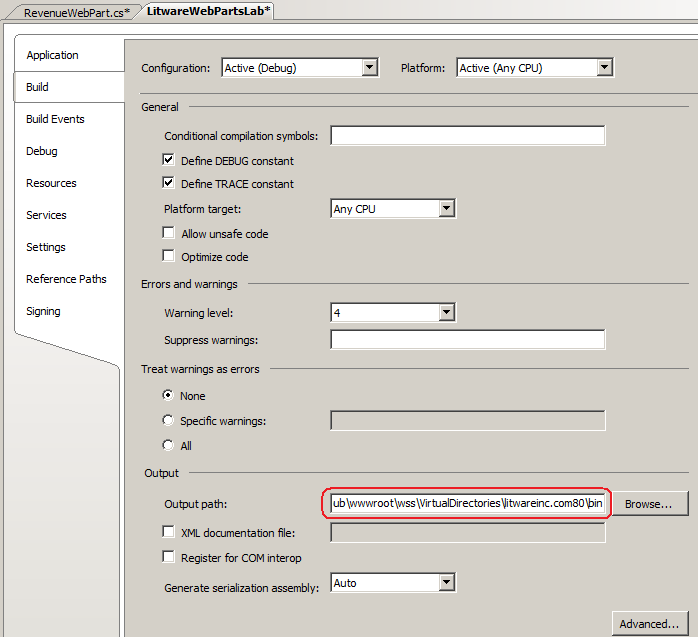 RevenueWebPart.cs* LitwareWebPartsLab*
Application
Build
Build Events
Debug
Resources
Services
Settings
Reference Paths
Signing
Configuration: Active (Debug) Platform: Active (Any CPU)
General
Conditional compilation symbols:
Define DEBUG constant
Define TRACE constant
Platform target: Any CPU
Allow unsafe code
Optimize code
Errors and warnings
Warning level: 4
Suppress warnings:
Treat warnings as errors
None
Specific warnings:
All
Output
Output path: ub\wwwroot\wss\VirtualDirectories\litwareinc.com80\bin Browse...
XML documentation file:
Register for COM interop
Generate serialization assembly: Auto
Advanced...